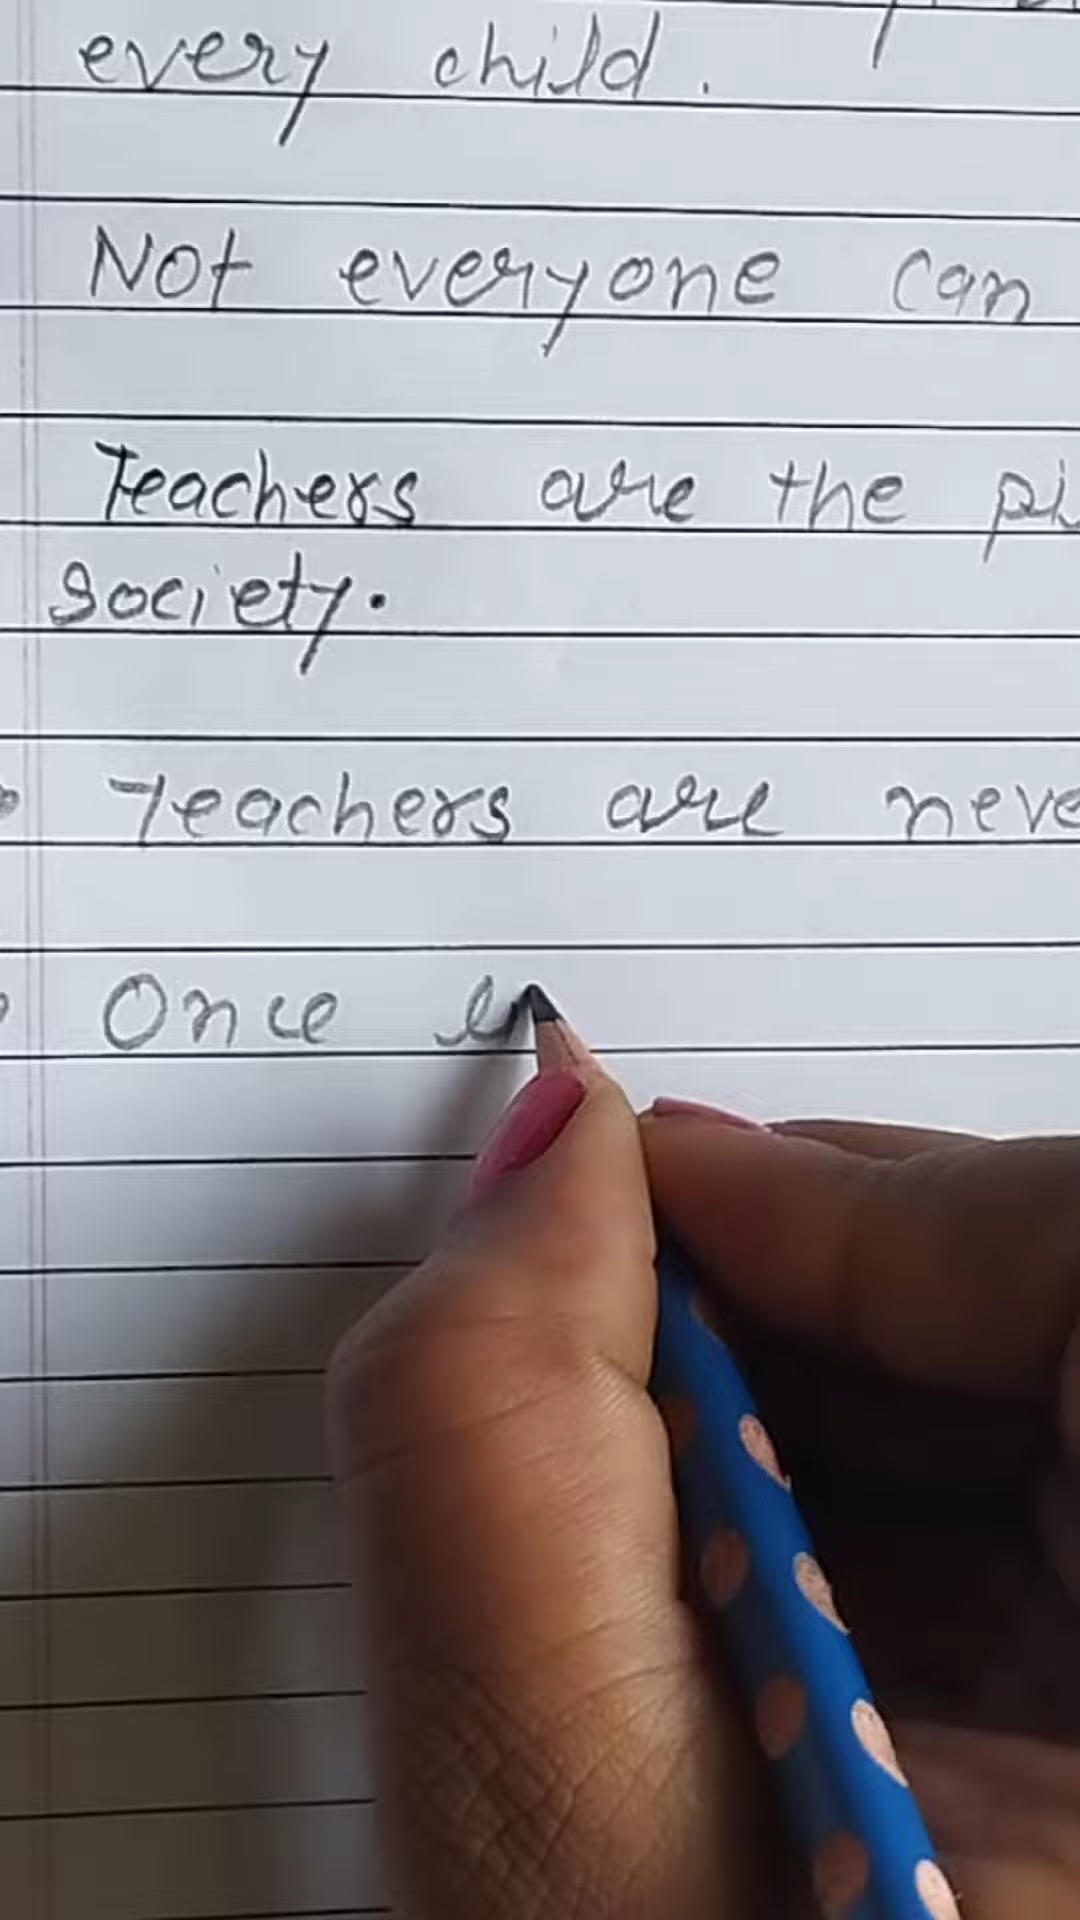 every child.
Not everyone can
Teachers are the
society.
Teachers are
Once